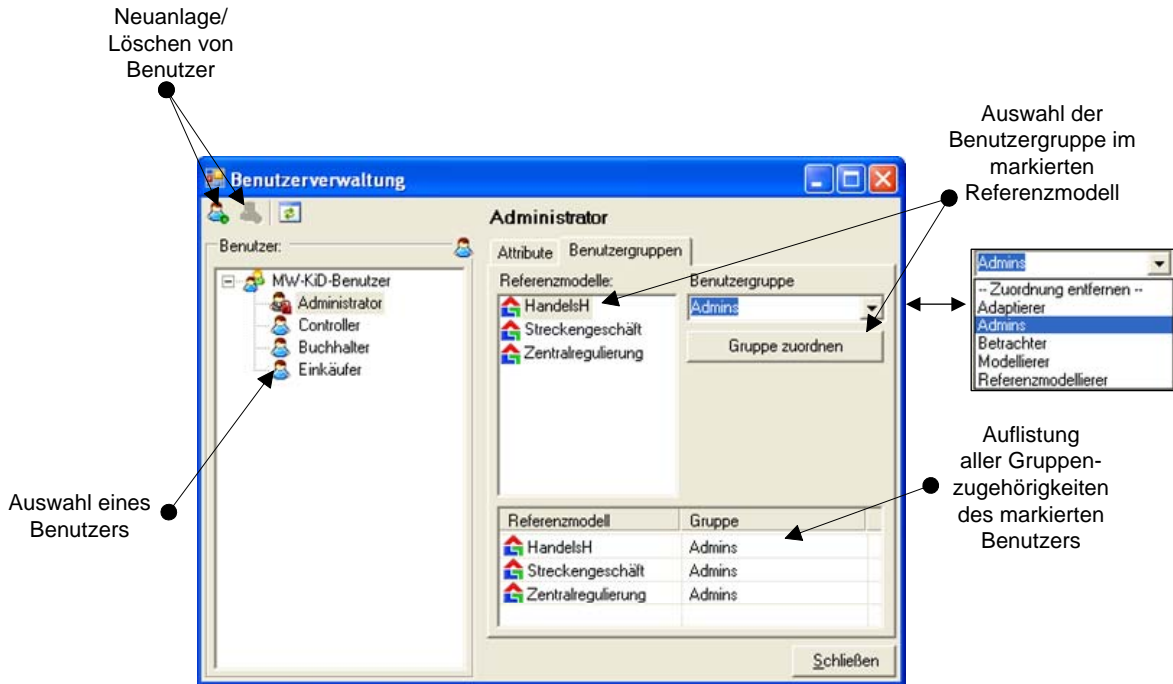 Neuanlage/
Löschen von
Benutzer
Auswahl der
Benutzergruppe im
markierten
Referenzmodell
Benutzerverwaltung
Administrator
Benutzer:
Attribute
Benutzergruppen
MW-KiD-Benutzer
Administrator
Controller
Buchhalter
Einkäufer
Referenzmodelle:
HandelsH
Streckengeschäft
Zentralregulierung
Benutzergruppe
Admins
Gruppe zuordnen
Admins
-- Zuordnung entfernen --
Adaptierer
Admins
Betrachter
Modellierer
Referenzmodellierer
Auswahl eines
Benutzers
Auflistung
aller Gruppen-
zugehörigkeiten
des markierten
Benutzers
Referenzmodell Gruppe
HandelsH Admins
Streckengeschäft Admins
Zentralregulierung Admins
Schließen